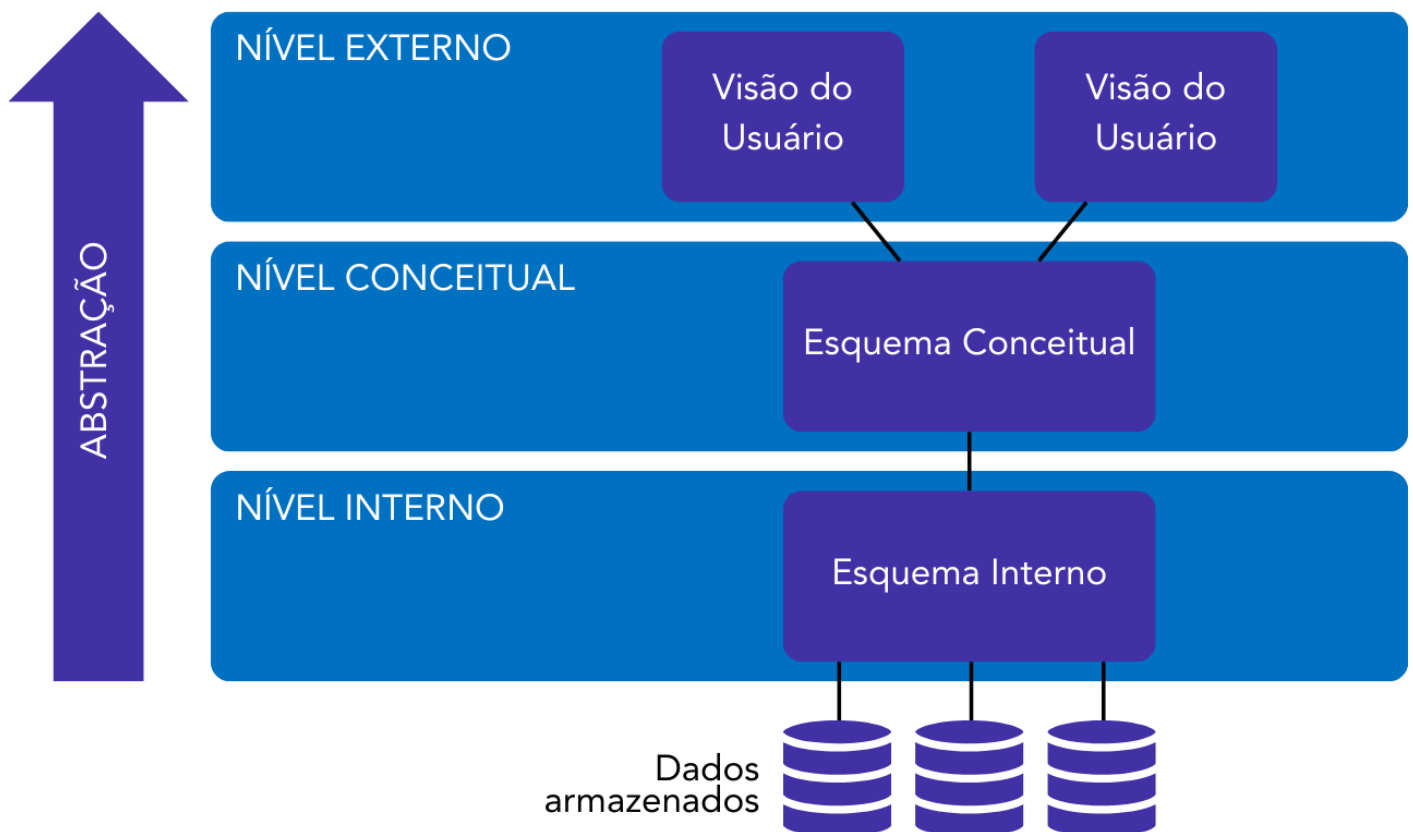 ABSTRAÇÃO
NÍVEL EXTERNO
Visão do
Usuário
Visão do
Usuário
NÍVEL CONCEITUAL
Esquema Conceitual
NÍVEL INTERNO
Esquema Interno
Dados
armazenados